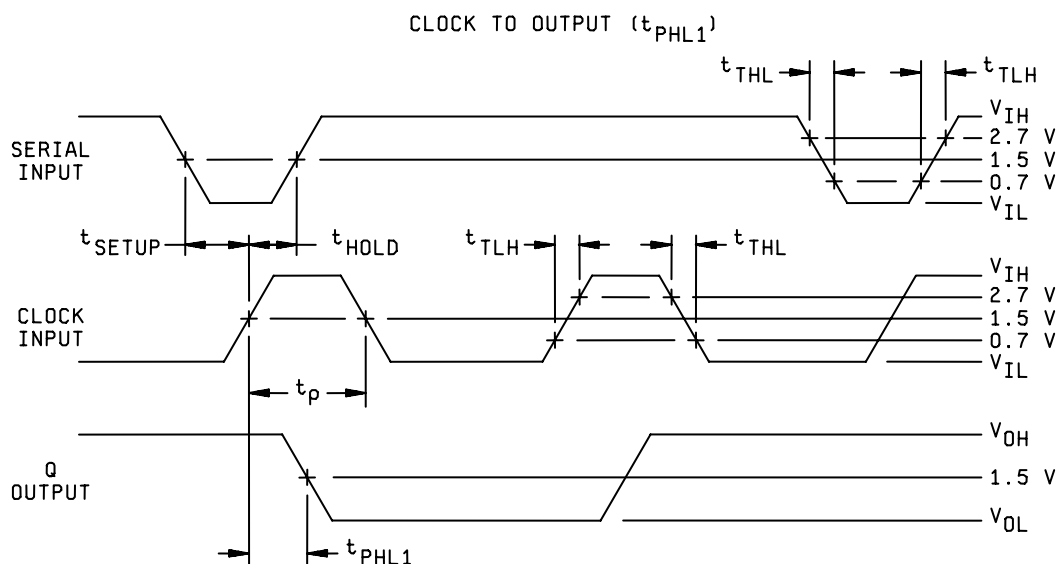 CLOCK TO OUTPUT (tPHL1)
tTHL
tTLH
SERIAL
INPUT
VIH
2.7 V
1.5 V
0.7 V
VIL
tSETUP
tHOLD
tTLH
tTHL
CLOCK
INPUT
VIH
2.7 V
1.5 V
0.7 V
VIL
tρ
Q
OUTPUT
VOH
1.5 V
VOL
tPHL1